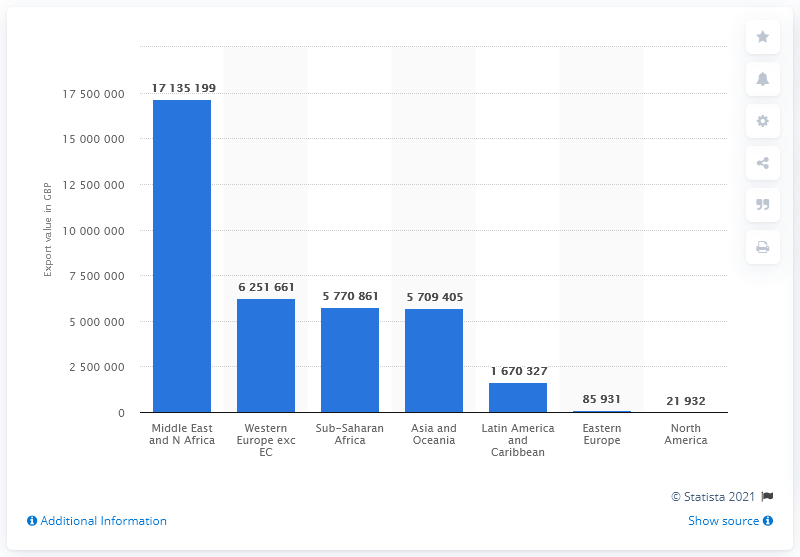 17 500 000
15 000 000
12 500 000
10 000 000
7 500 000
5 000 000
2 500 000
0
Export value in GBP
17 135 199
6 251 661
5 770 861
5 709 405
1 670 327
85 931
21 932
Middle East
and N Africa
Western
Europe exc
EC
Sub-Saharan
Africa
Asia and
Oceania
Latin America
and
Caribbean
Eastern
Europe
North
America
© Statista 2021
Additional Information
Show source